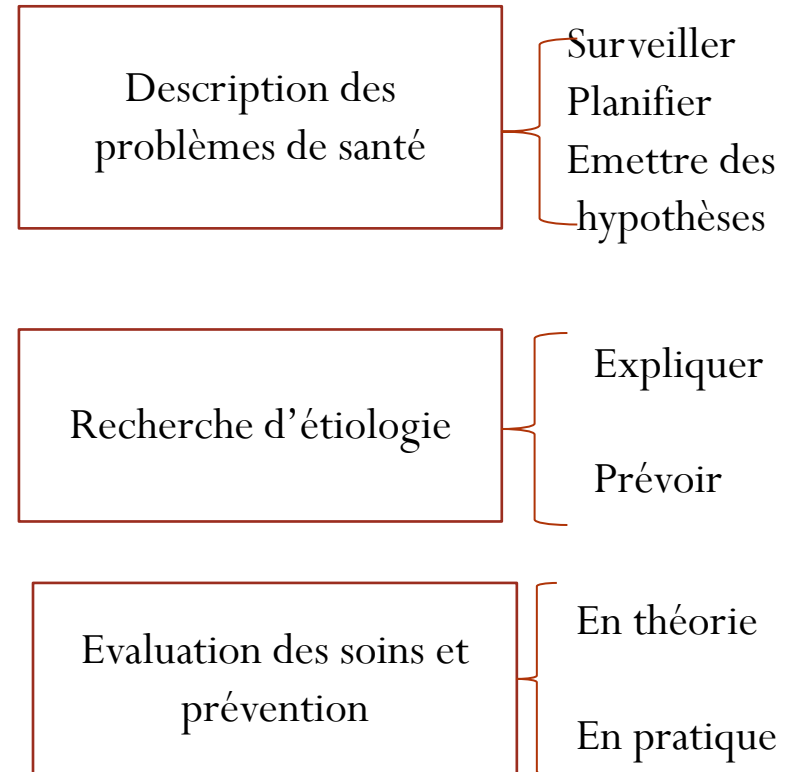 Description des
problèmes de santé
Surveiller
Planifier
Emettre des
hypothèses
Recherche d’étiologie
Expliquer
Prévoir
Evaluation des soins et
prévention
En théorie
En pratique